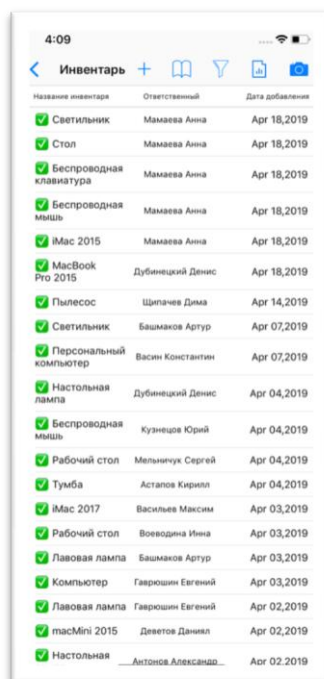 4:09
Инвентарь
Название инвентаря Ответственный Дата добавления
Светильник Мамаева Анна Apr 18,2019
Стол Мамаева Анна Apr 18,2019
Беспроводная
клавиатура Мамаева Анна Apr 18,2019
Беспроводная
мышь Мамаева Анна Apr 18,2019
iMac 2015 Мамаева Анна Apr 18,2019
MacBook
Pro 2015 Дубинецкий Денис Apr 18,2019
Пылесос Щипачев Дима Apr 14,2019
Светильник Башмаков Артур Apr 07,2019
Персональный
компьютер Васин Константин Apr 07,2019
Настольная
лампа Дубинецкий Денис Apr 04,2019
Беспроводная
мышь Кузнецов Юрий Apr 04,2019
Рабочий стол Мельничук Сергей Apr 04,2019
Тумба Астапов Кирилл Apr 04,2019
iMac 2017 Васильев Максим Apr 03,2019
Рабочий стол Воеводина Инна Apr 03,2019
Лавовая лампа Башмаков Артур Apr 03,2019
Компьютер Гаврюшин Евгений Apr 03,2019
Лавовая лампа Гаврюшин Евгений Apr 02,2019
macMini 2015 Деветов Даниял Apr 02,2019
Настольная Антонов Александр Apr 02,2019